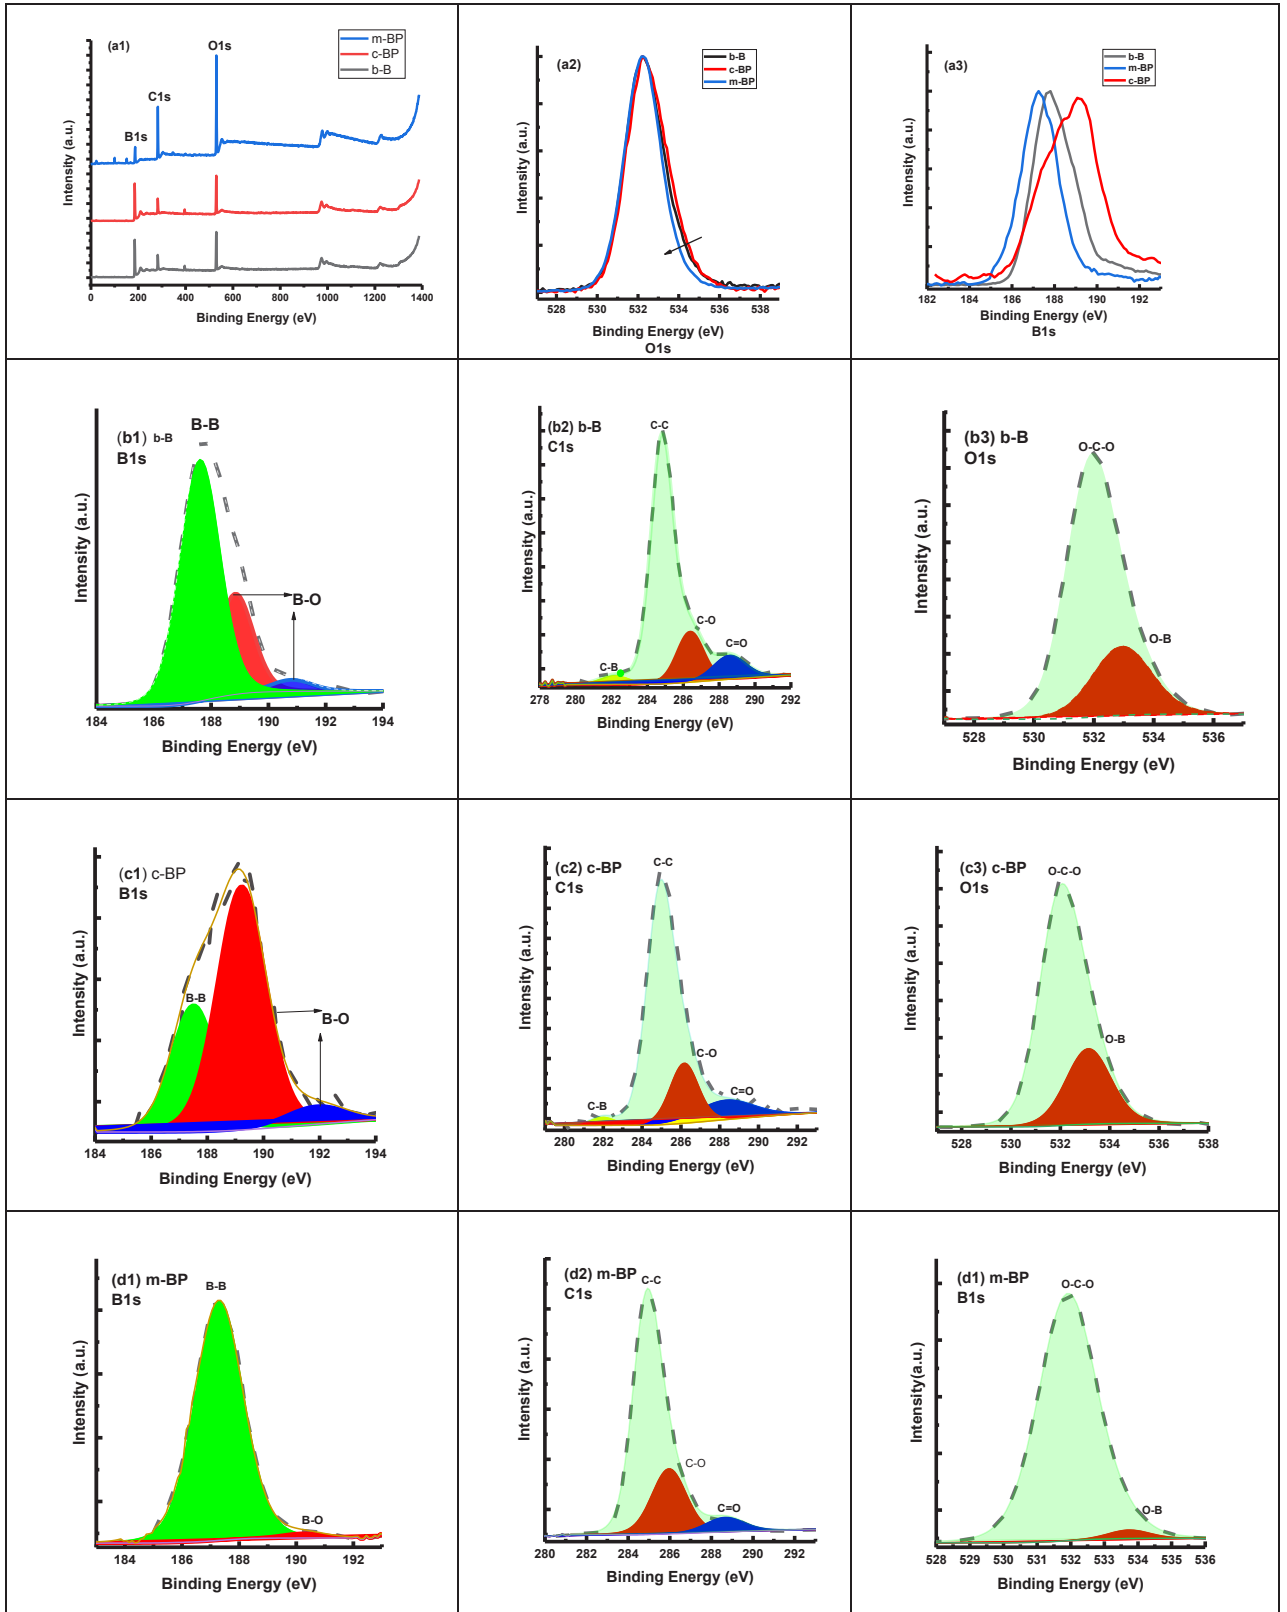 (a1)
m-BP
c-BP
b-B
O1s
C1s
B1s
Intensity (a.u.)
0 200 400 600 800 1000 1200 1400
Binding Energy (eV)
(a2)
b-B
c-BP
m-BP
Intensity (a.u.)
528 530 532 534 536 538
Binding Energy (eV)
O1s
(a3)
b-B
m-BP
c-BP
Intensity (a.u.)
182 184 186 188 190 192
Binding Energy (eV)
B1s
(b1) b-B
B1s
B-B
B-O
Intensity (a.u.)
184 186 188 190 192 194
Binding Energy (eV)
(b2) b-B
C1s
C-C
C-O
C=O
C-B
Intensity (a.u.)
278 280 282 284 286 288 290 292
Binding Energy (eV)
(b3) b-B
O1s
O-C-O
O-B
Intensity (a.u.)
528 530 532 534 536
Binding Energy (eV)
(c1) c-BP
B1s
B-B
B-O
Intensity (a.u.)
184 186 188 190 192 194
Binding Energy (eV)
(c2) c-BP
C1s
C-C
C-O
C=O
C-B
Intensity (a.u.)
280 282 284 286 288 290 292
Binding Energy (eV)
(c3) c-BP
O1s
O-C-O
O-B
Intensity (a.u.)
528 530 532 534 536 538
Binding Energy (eV)
(d1) m-BP
B1s
B-B
B-O
Intensity (a.u.)
184 186 188 190 192
Binding Energy (eV)
(d2) m-BP
C1s
C-C
C-O
C=O
Intensity (a.u.)
280 282 284 286 288 290 292
Binding Energy (eV)
(d1) m-BP
B1s
O-C-O
O-B
Intensity(a.u.)
528 529 530 531 532 533 534 535 536
Binding Energy (eV)